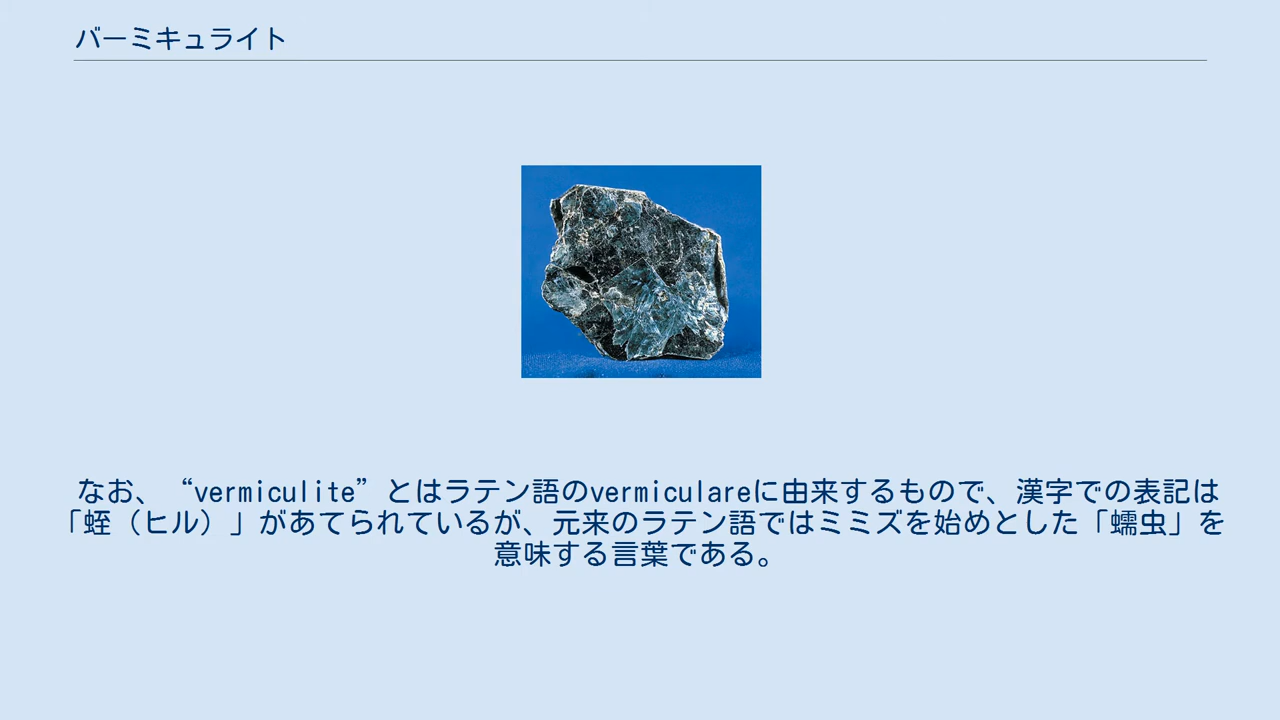 バーミキュライト
なお、“vermiculite”とはラテン語のvermiculareに由来するもので、漢字での表記は
「蛭（ヒル）」があてられているが、元来のラテン語ではミミズを始めとした「蠕虫」を
意味する言葉である。